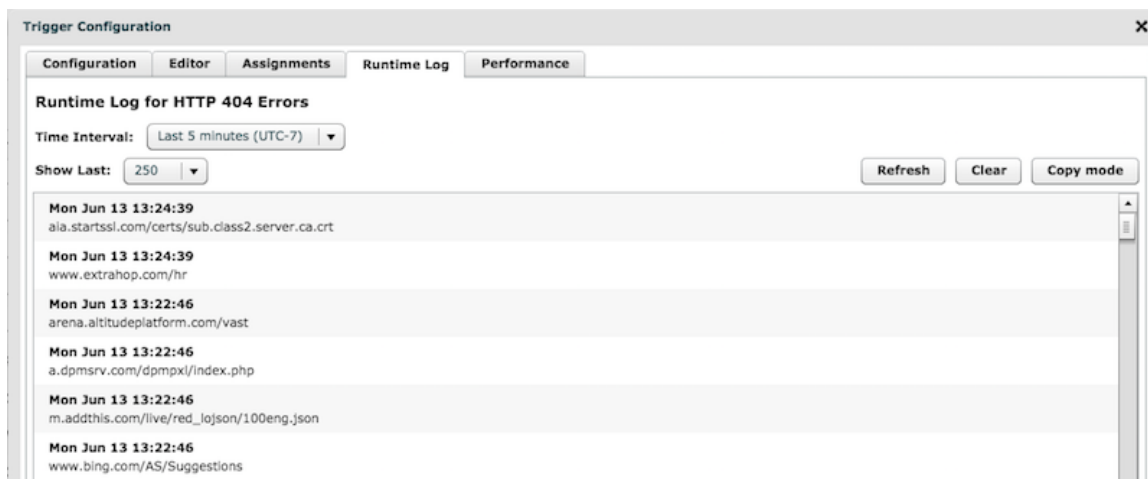 Trigger Configuration
Configuration Editor Assignments Runtime Log Performance
Runtime Log for HTTP 404 Errors
Time Interval: Last 5 minutes (UTC-7)
Show Last: 250 Refresh Clear Copy mode
Mon Jun 13 13:24:39
aia.startssl.com/certs/sub.class2.server.ca.crt
Mon Jun 13 13:24:39
www.extrahop.com/hr
Mon Jun 13 13:22:46
arena.altitudeplatform.com/vast
Mon Jun 13 13:22:46
a.dpmsrv.com/dpmpxl/index.php
Mon Jun 13 13:22:46
m.addthis.com/live/red_lojson/100eng.json
Mon Jun 13 13:22:46
www.bing.com/AS/Suggestions